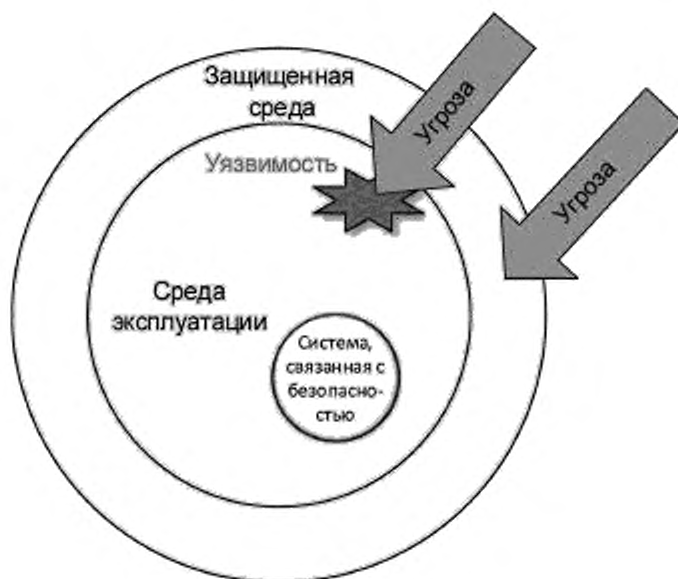 Защищенная
среда
Угроза
Угроза
Уязвимость
Среда
эксплуатации
Система,
связанная с
безопасно-
стью